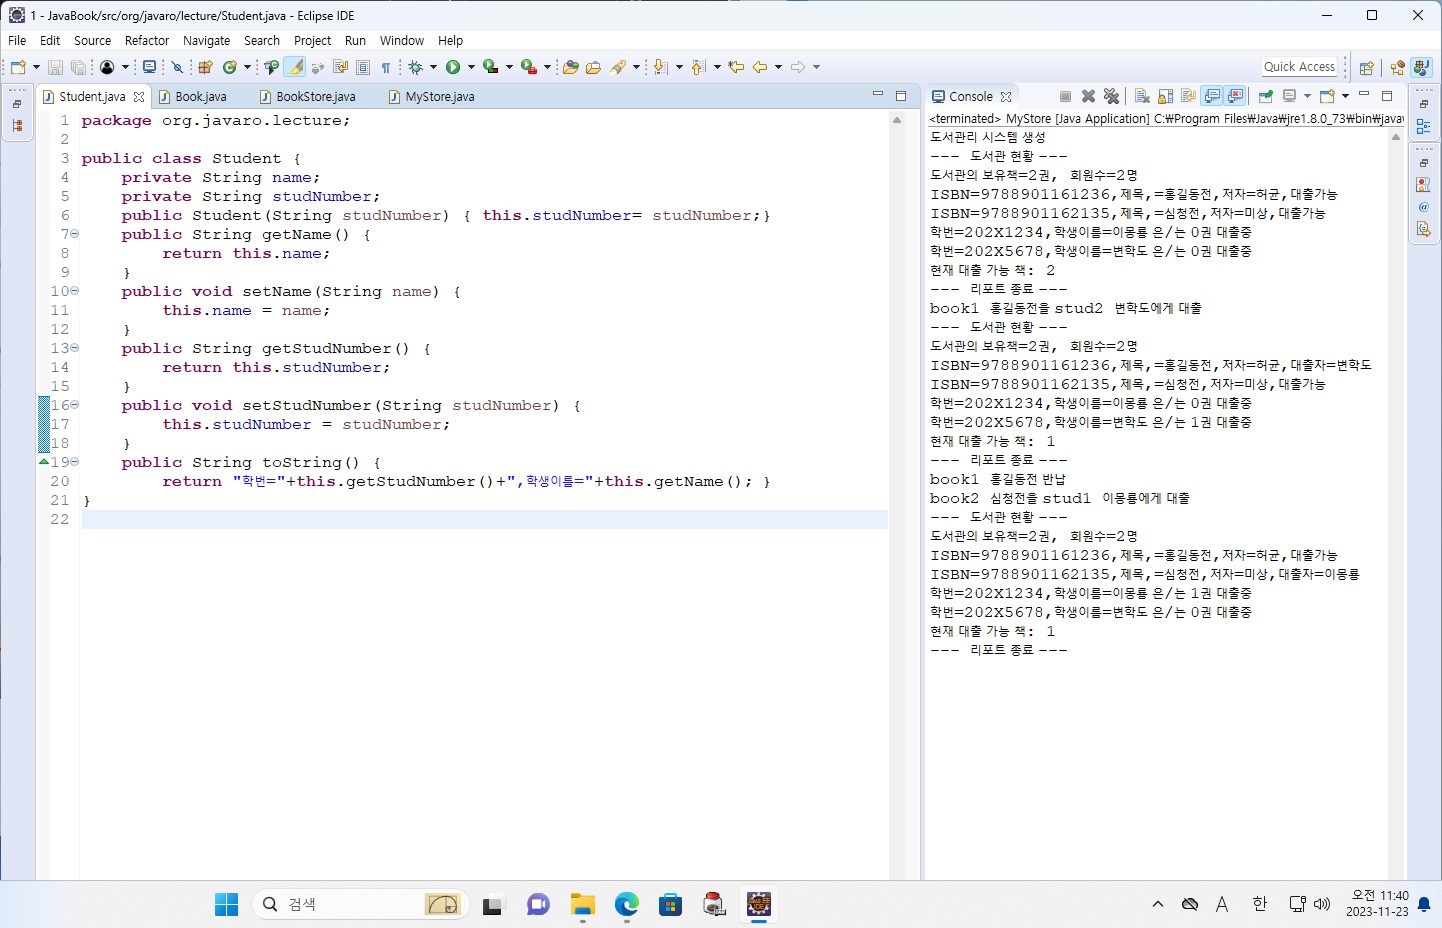 1 - JavaBook/src/org/javaro/lecture/Student.java - Eclipse IDE
File Edit Source Refactor Navigate Search Project Run Window Help
Quick Access
Student.java Book.java BookStore.java MyStore.java
1 package org.javaro.lecture;
2
3 public class Student {
4 private String name;
5 private String studNumber;
6 public Student(String studNumber) { this.studNumber= studNumber;}
7 public String getName() {
8 return this.name;
9 }
10 public void setName(String name) {
11 this.name = name;
12 }
13 public String getStudNumber() {
14 return this.studNumber;
15 }
16 public void setStudNumber(String studNumber) {
17 this.studNumber = studNumber;
18 }
19 public String toString() {
20 return "학번="+this.getStudNumber()+",학생이름="+this.getName(); }
21 }
22
Console
<terminated> MyStore [Java Application] C:₩Program Files₩Java₩jre1.8.0_73₩bin₩javaw
도서관리 시스템 생성
--- 도서관 현황 ---
도서관의 보유책=2권, 회원수=2명
ISBN=9788901161236,제목,=홍길동전,저자=허균,대출가능
ISBN=9788901162135,제목,=심청전,저자=미상,대출가능
학번=202X1234,학생이름=이몽룡 은/는 0권 대출중
학번=202X5678,학생이름=변학도 은/는 0권 대출중
현재 대출 가능 책: 2
--- 리포트 종료 ---
book1 홍길동전을 stud2 변학도에게 대출
--- 도서관 현황 ---
도서관의 보유책=2권, 회원수=2명
ISBN=9788901161236,제목,=홍길동전,저자=허균,대출자=변학도
ISBN=9788901162135,제목,=심청전,저자=미상,대출가능
학번=202X1234,학생이름=이몽룡 은/는 0권 대출중
학번=202X5678,학생이름=변학도 은/는 1권 대출중
현재 대출 가능 책: 1
--- 리포트 종료 ---
book1 홍길동전 반납
book2 심청전을 stud1 이몽룡에게 대출
--- 도서관 현황 ---
도서관의 보유책=2권, 회원수=2명
ISBN=9788901161236,제목,=홍길동전,저자=허균,대출가능
ISBN=9788901162135,제목,=심청전,저자=미상,대출자=이몽룡
학번=202X1234,학생이름=이몽룡 은/는 1권 대출중
학번=202X5678,학생이름=변학도 은/는 0권 대출중
현재 대출 가능 책: 1
--- 리포트 종료 ---
검색
A 한
오전 11:40
2023-11-23